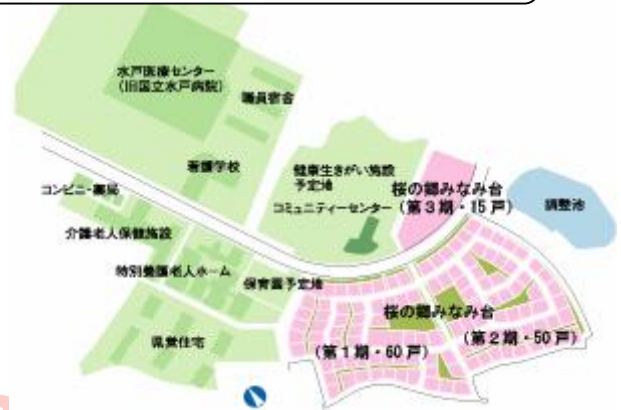 水戸医療センター
(旧国立水戸病院)
職員宿舎
看護学校
健康生きがい施設
予定地
コミュニティーセンター
桜の郷みなみ台
(第3期・15戸)
調整池
コンビニ・薬局
介護老人保健施設
特別養護老人ホーム
保育園予定地
県営住宅
桜の郷みなみ台
(第1期・60戸)
(第2期・50戸)